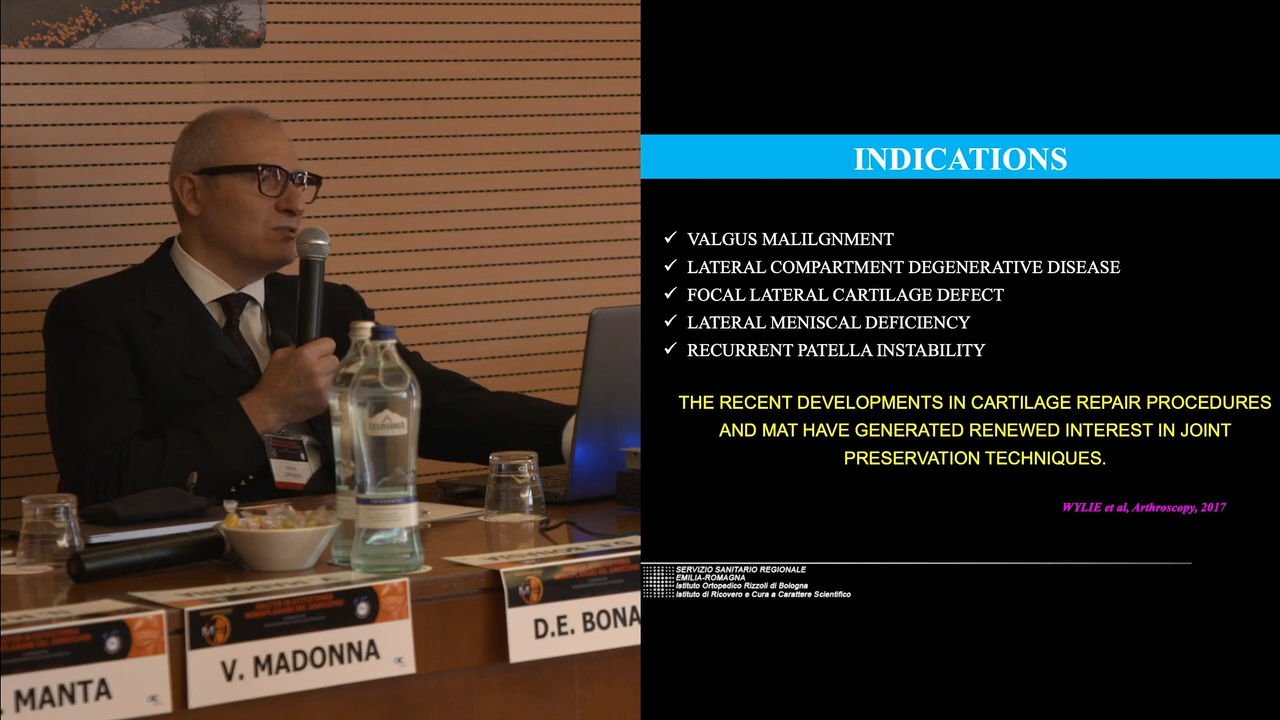 INDICATIONS
✓ VALGUS MALILGNMENT
✓ LATERAL COMPARTMENT DEGENERATIVE DISEASE
✓ FOCAL LATERAL CARTILAGE DEFECT
✓ LATERAL MENISCAL DEFICIENCY
✓ RECURRENT PATELLA INSTABILITY
THE RECENT DEVELOPMENTS IN CARTILAGE REPAIR PROCEDURES
AND MAT HAVE GENERATED RENEWED INTEREST IN JOINT
PRESERVATION TECHNIQUES.
WYLIE et al, Arthroscopy, 2017
SERVIZIO SANITARIO REGIONALE
EMILIA-ROMAGNA
Istituto Ortopedico Rizzoli di Bologna
Istituto di Ricovero e Cura a Carattere Scientifico
MANTA
V. MADONNA
D.E. BONA